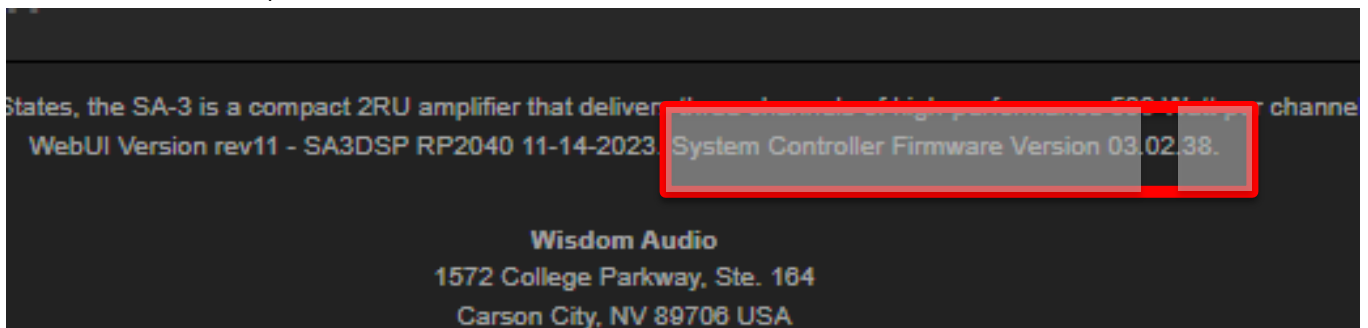 States, the SA-3 is a compact 2RU amplifier that deliver channe
WebUI Version rev11 - SA3DSP RP2040 11-14-2023. System Controller Firmware Version 03.02.38.
Wisdom Audio
1572 College Parkway, Ste. 164
Carson City, NV 89706 USA